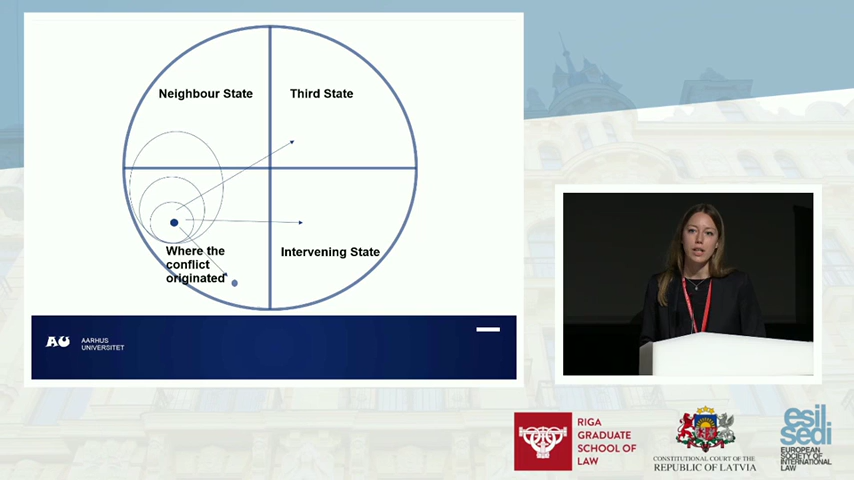 Neighbour State
Third State
Where the
conflict
originated
Intervening State
AARHUS
UNIVERSITET
RIGA
GRADUATE
SCHOOL OF
LAW
CONSTITUTIONAL COURT OF THE
REPUBLIC OF LATVIA
esil
sedi
EUROPEAN
SOCIETY OF
INTERNATIONAL
LAW